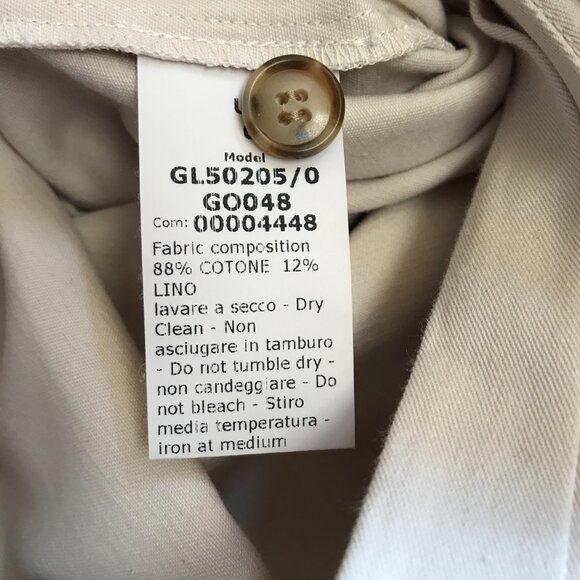 Model
GL50205/0
GO048
Com: 00004448
Fabric composition
88% COTONE 12%
LINO
lavare a secco - Dry
Clean - Non
asciugare in tamburo
- Do not tumble dry -
non candeggiare - Do
not bleach - Stiro
media temperatura -
iron at medium